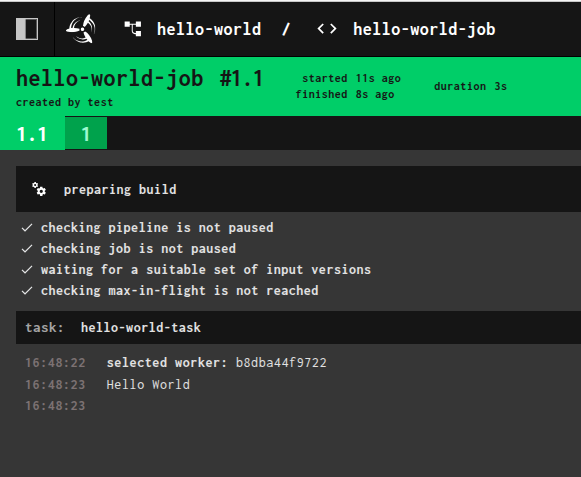 hello-world / <> hello-world-job
hello-world-job #1.1
started 11s ago
finished 8s ago
duration 3s
created by test
1.1 1
preparing build
checking pipeline is not paused
checking job is not paused
waiting for a suitable set of input versions
checking max-in-flight is not reached
task: hello-world-task
16:48:22 selected worker: b8dba44f9722
16:48:23 Hello World
16:48:23